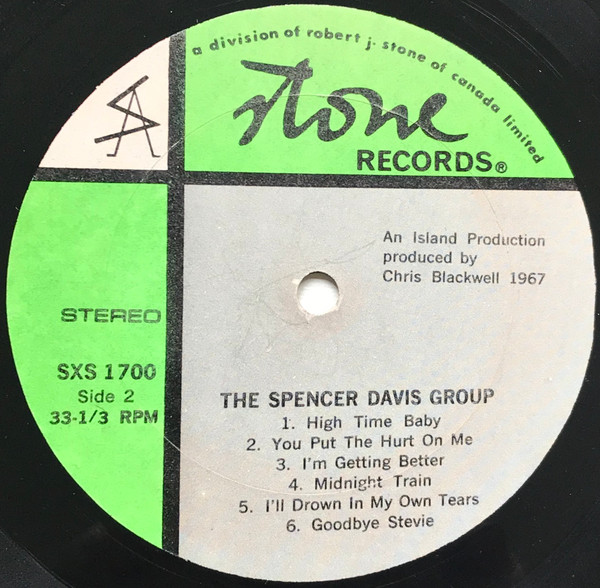 a division of robert j. stone of canada limited
stone
RECORDS®
An Island Production
produced by
Chris Blackwell 1967
STEREO
SXS 1700
Side 2
33-1/3 RPM
THE SPENCER DAVIS GROUP
1. High Time Baby
2. You Put The Hurt On Me
3. I'm Getting Better
4. Midnight Train
5. I'll Drown In My Own Tears
6. Goodbye Stevie